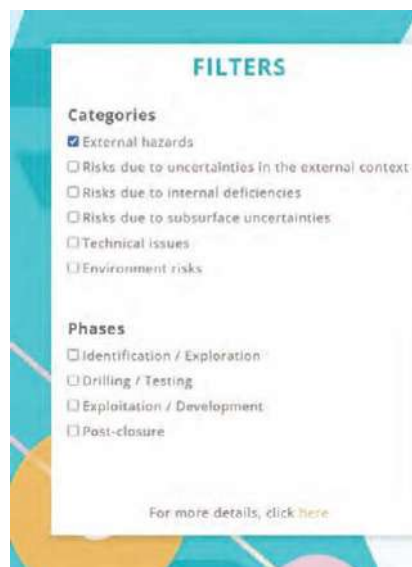 FILTERS
Categories
External hazards
Risks due to uncertainties in the external context
Risks due to internal deficiencies
Risks due to subsurface uncertainties
Technical issues
Environment risks
Phases
Identification / Exploration
Drilling / Testing
Exploitation / Development
Post-closure
For more details, click here